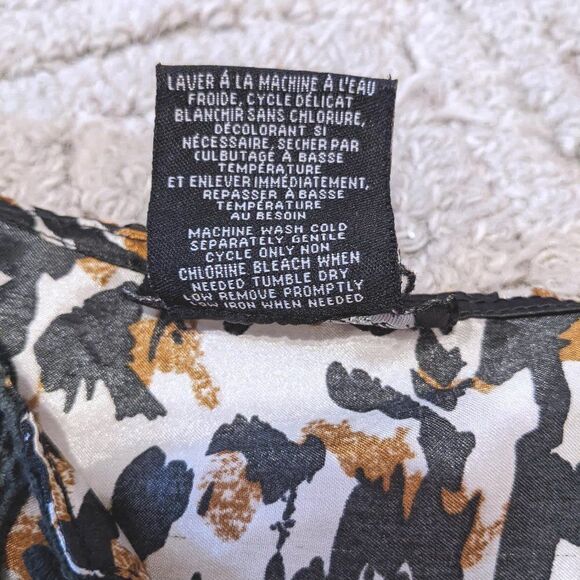 LAVER Á LA MACHINE Á L'EAU
FROIDE, CYCLE DÉLICAT
BLANCHIR SANS CHLORURE,
DÉCOLORANT SI
NÉCESSAIRE, SECHER PAR
CULBUTAGE Á BASSE
TEMPÉRATURE
ET ENLEVER IMMÉDIATEMENT,
REPASSER Á BASSE
TEMPÉRATURE
AU BESOIN
MACHINE WASH COLD
SEPARATELY GENTLE
CYCLE ONLY NON
CHLORINE BLEACH WHEN
NEEDED TUMBLE DRY
LOW REMOVE PROMPTLY
LOW IRON WHEN NEEDED